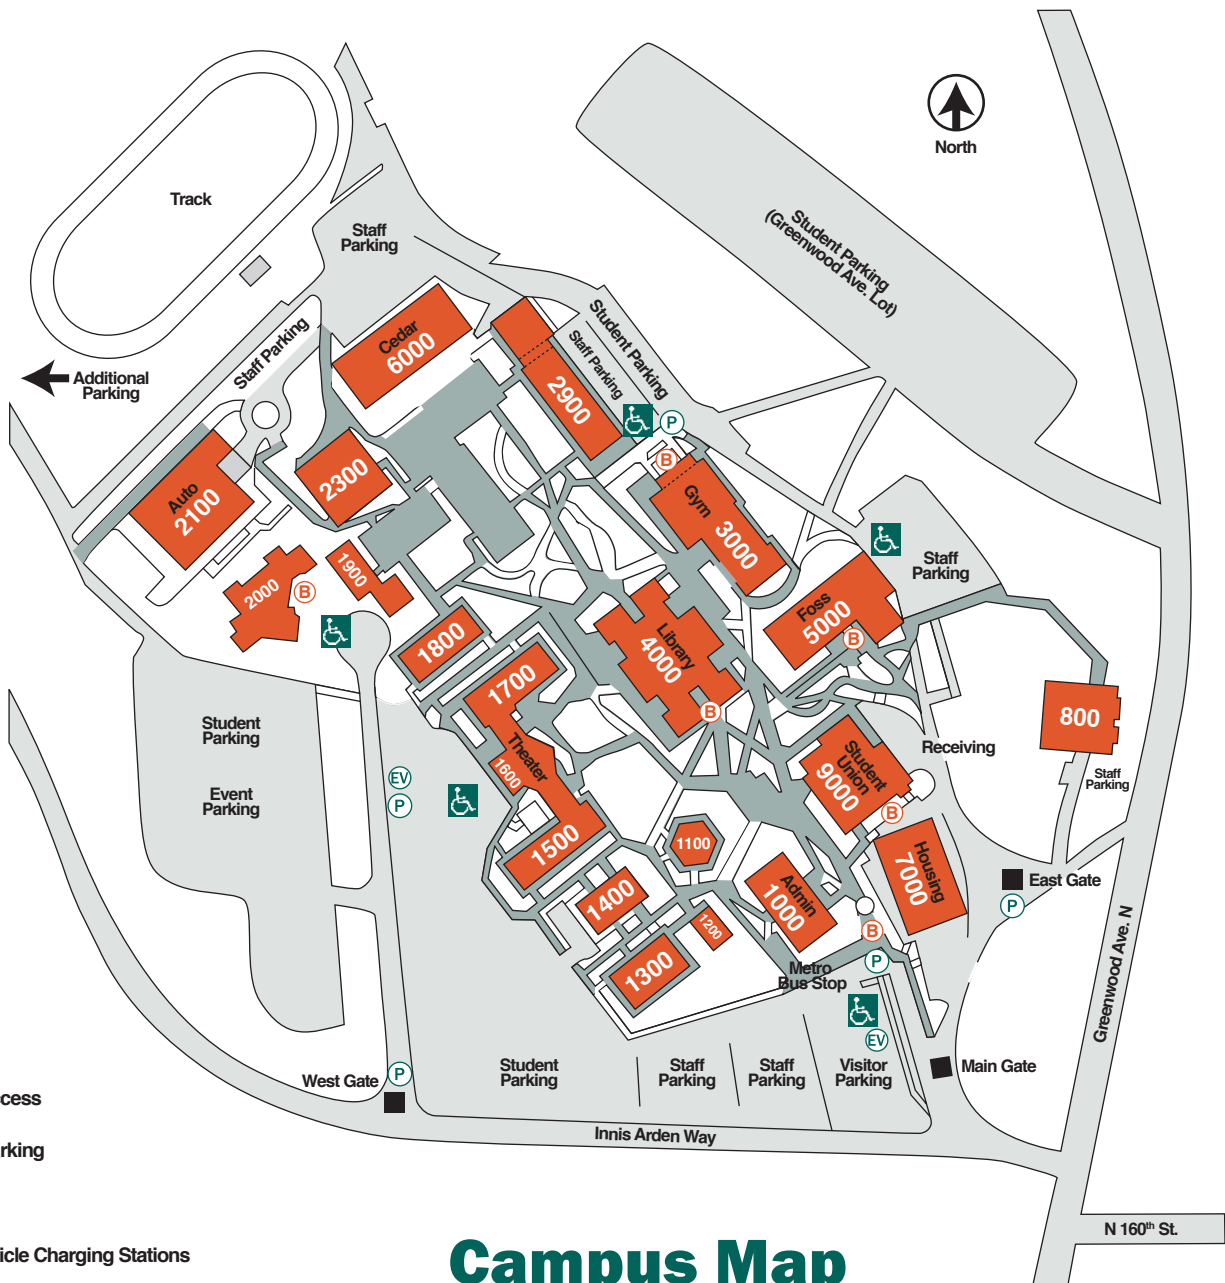 North
Track
Staff
Parking
Student Parking
(Greenwood Ave. Lot)
Student Parking
Staff Parking
Staff Parking
Cedar
6000
2900
Additional
Parking
P
B
2300
Auto
2100
Gym
3000
Staff
Parking
1900
2000
B
Foss
5000
B
1800
Library
4000
B
1700
800
Student
Parking
Theater
1600
Student
Union
9000
B
Receiving
Staff
Parking
EV
P
Event
Parking
1500
1100
Housing
7000
East Gate
P
1400
Admin
1000
1200
B
P
1300
Metro
Bus Stop
Greenwood Ave. N
EV
West Gate
P
Student
Parking
Staff
Parking
Staff
Parking
Visitor
Parking
Main Gate
ccess
Innis Arden Way
rking
N 160th St.
icle Charging Stations
Campus Map